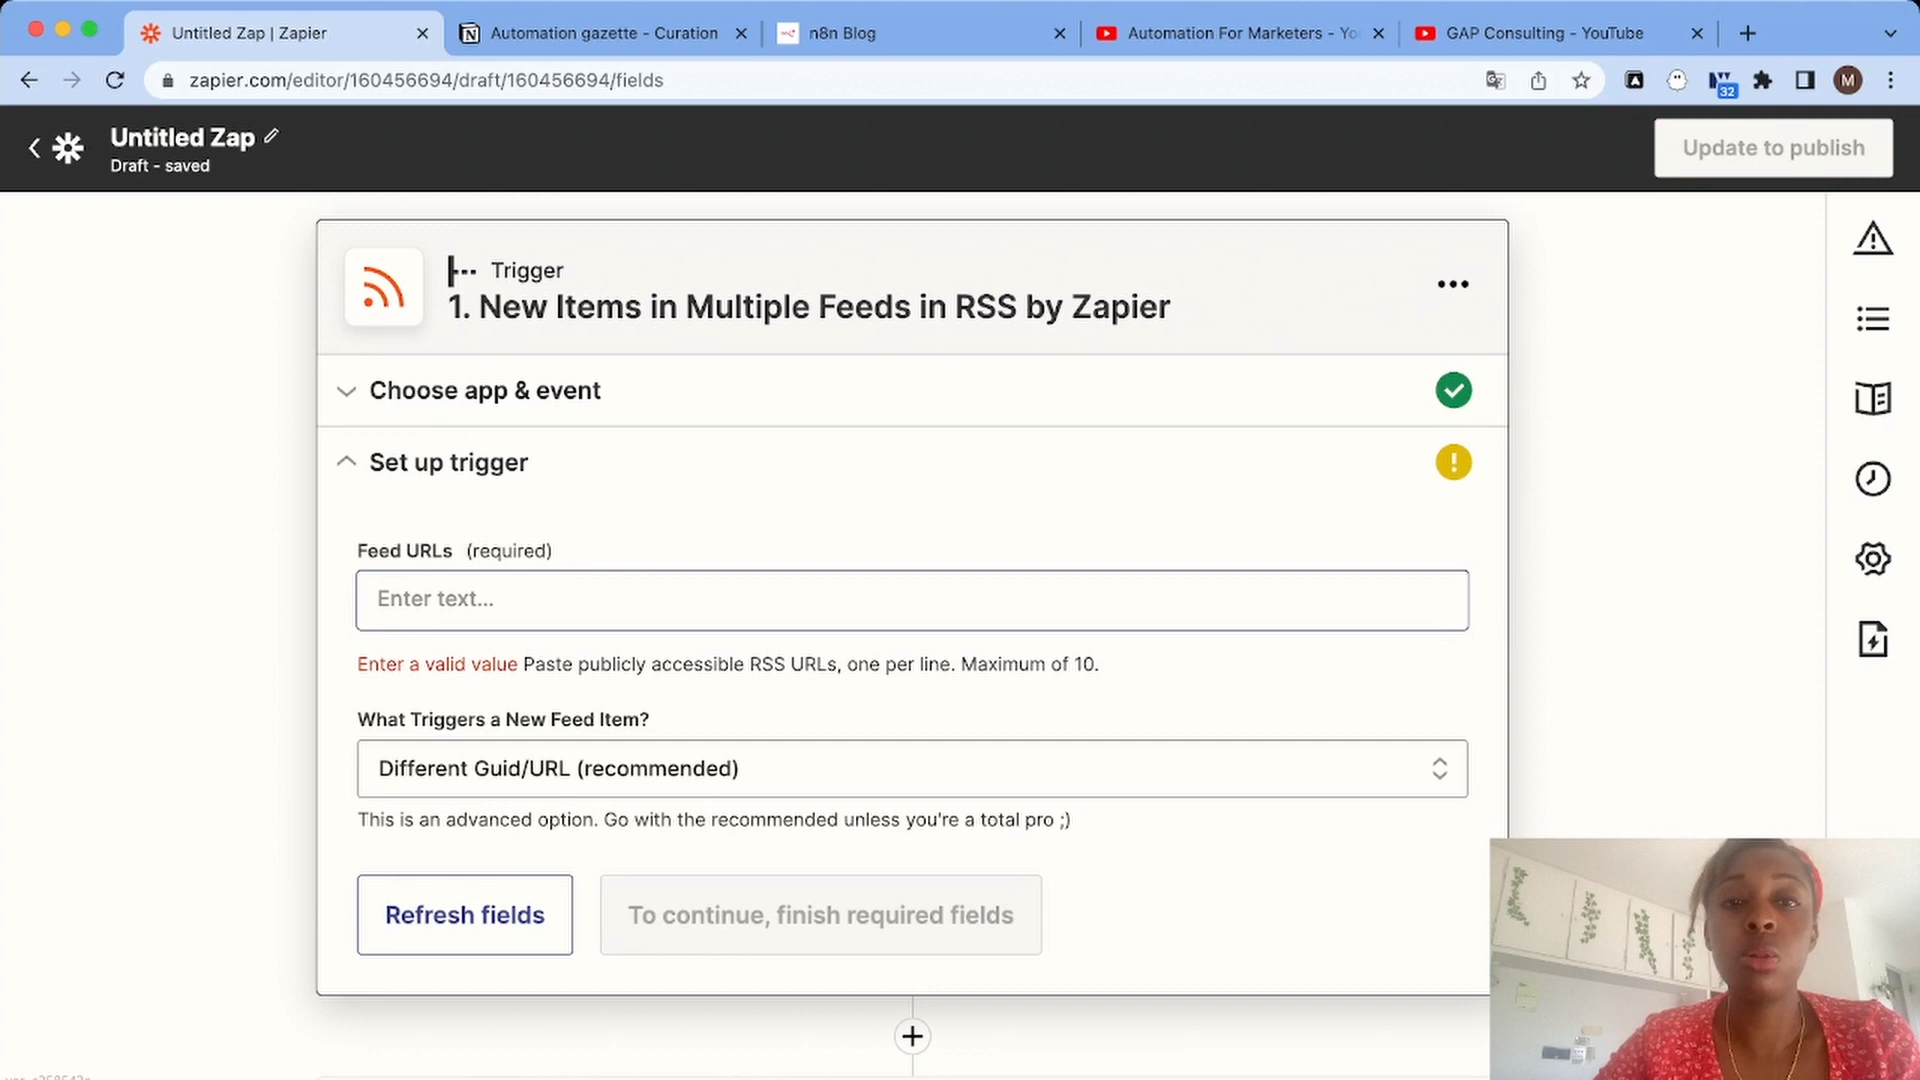 Untitled Zap | Zapier
Automation gazette - Curation
n8n Blog
Automation For Marketers - Yo
GAP Consulting - YouTube
zapier.com/editor/160456694/draft/160456694/fields
32
M
Untitled Zap
Draft - saved
Update to publish
Trigger
1. New Items in Multiple Feeds in RSS by Zapier
Choose app & event
Set up trigger
Feed URLs (required)
Enter text...
Enter a valid value Paste publicly accessible RSS URLs, one per line. Maximum of 10.
What Triggers a New Feed Item?
Different Guid/URL (recommended)
This is an advanced option. Go with the recommended unless you're a total pro ;)
Refresh fields
To continue, finish required fields